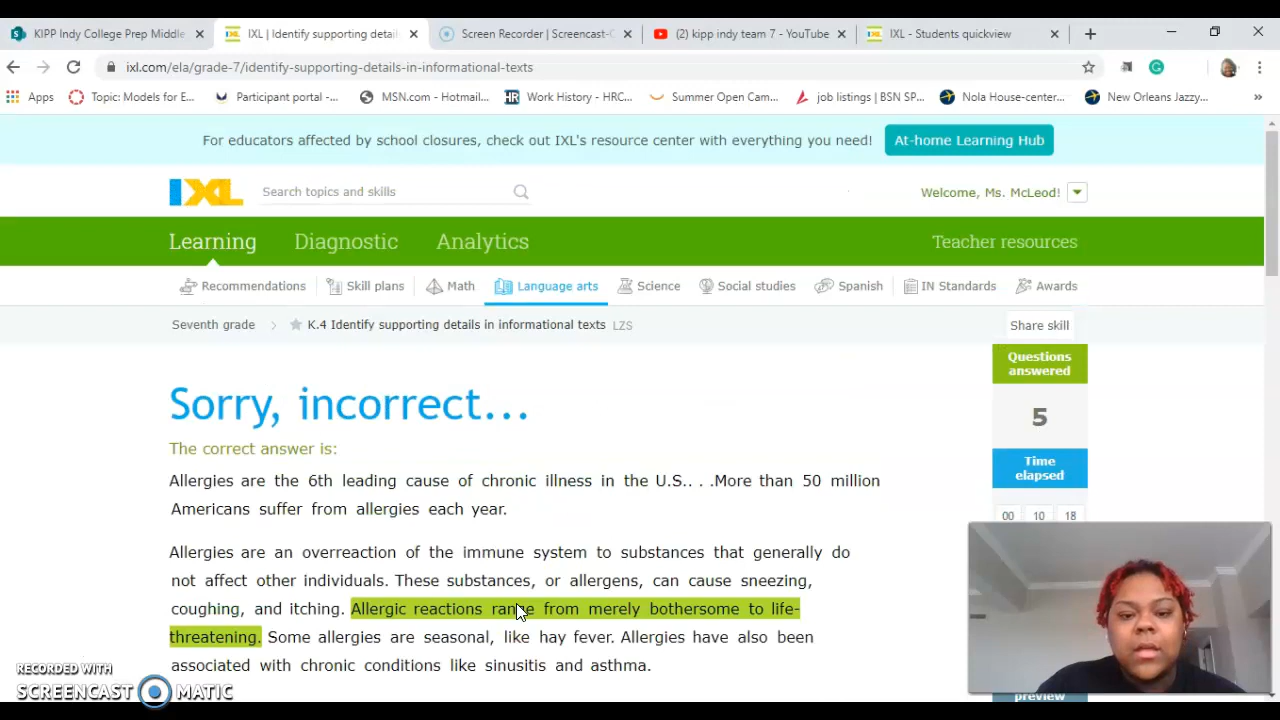 KIPP Indy College Prep Middle
IXL | Identify supporting detai
Screen Recorder | Screencast-O
(2) kipp indy team 7 - YouTube
IXL - Students quickview
ixl.com/ela/grade-7/identify-supporting-details-in-informational-texts
Apps
Topic: Models for E...
Participant portal -...
MSN.com - Hotmail...
HR
Work History - HRC...
Summer Open Cam...
job listings | BSN SP...
Nola House-center...
New Orleans Jazzy...
For educators affected by school closures, check out IXL's resource center with everything you need!
At-home Learning Hub
IXL
Search topics and skills
Welcome, Ms. McLeod!
Learning
Diagnostic
Analytics
Teacher resources
Recommendations
Skill plans
Math
Language arts
Science
Social studies
Spanish
IN Standards
Awards
Seventh grade
K.4 Identify supporting details in informational texts LZS
Share skill
Questions
answered
5
Time
elapsed
00 10 18
Sorry, incorrect...
The correct answer is:
Allergies are the 6th leading cause of chronic illness in the U.S.. . .More than 50 million
Americans suffer from allergies each year.
Allergies are an overreaction of the immune system to substances that generally do
not affect other individuals. These substances, or allergens, can cause sneezing,
coughing, and itching. Allergic reactions range from merely bothersome to life-
threatening. Some allergies are seasonal, like hay fever. Allergies have also been
associated with chronic conditions like sinusitis and asthma.
preview
RECORDED WITH
SCREENCAST MATIC